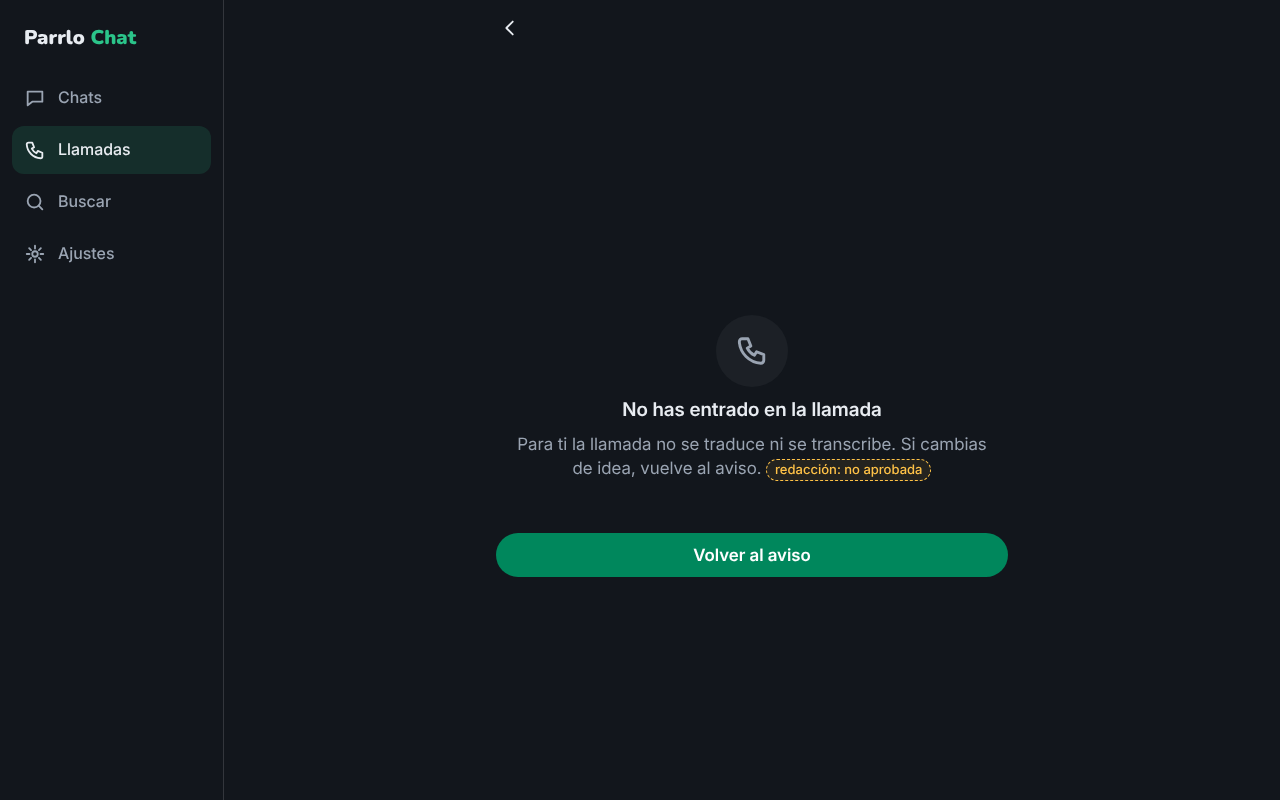 Parrlo Chat
Chats
Llamadas
Buscar
Ajustes
No has entrado en la llamada
Para ti la llamada no se traduce ni se transcribe. Si cambias
de idea, vuelve al aviso. redacción: no aprobada
Volver al aviso